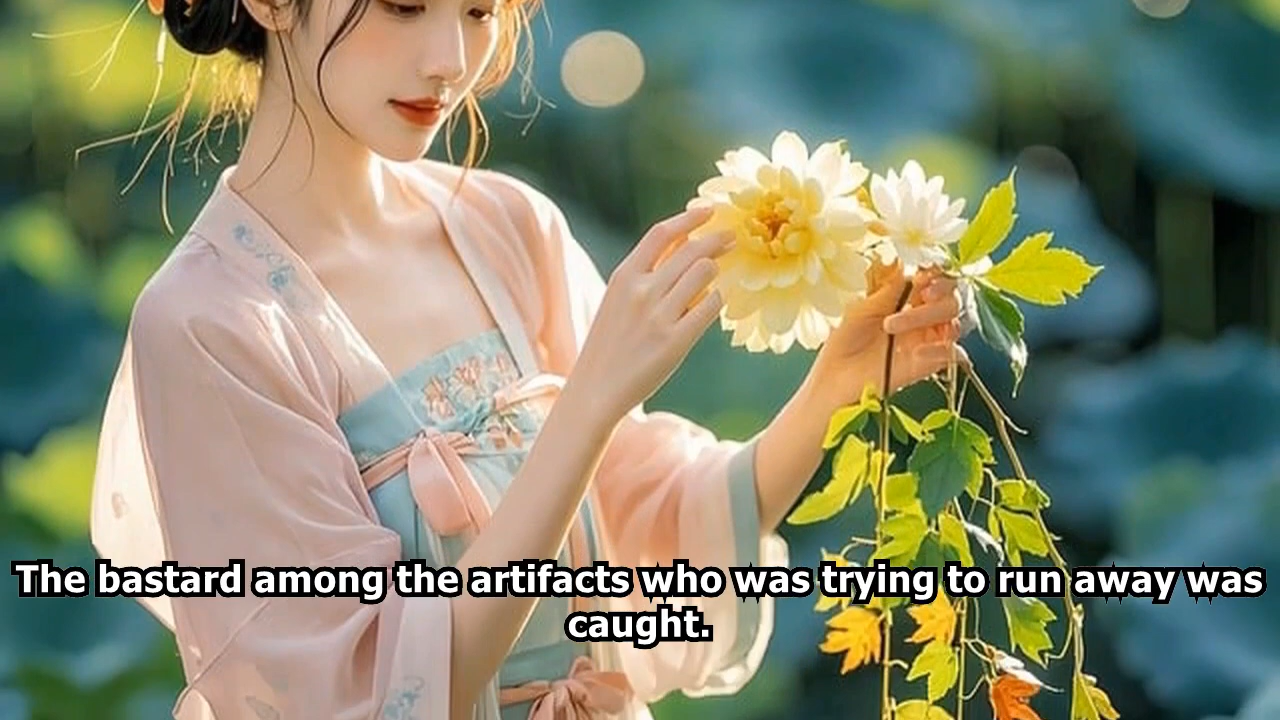 The bastard among the artifacts who was trying to run away was
caught.